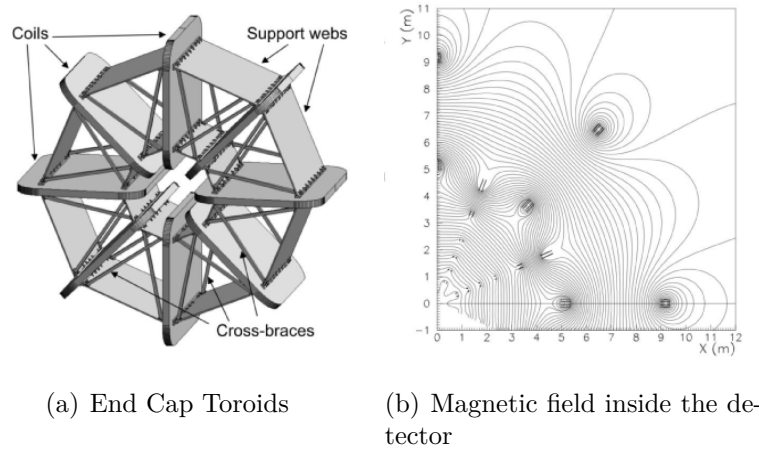 Coils
Support webs
Cross-braces
Y (m)
11
10
9
8
7
6
5
4
3
2
1
0
-1
0 1 2 3 4 5 6 7 8 9 10 11 12
X (m)
(a) End Cap Toroids
(b) Magnetic field inside the de-
tector